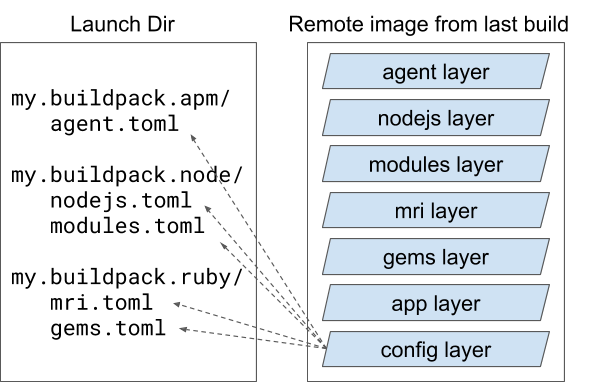 Launch Dir
my.buildpack.apm/
agent.toml
my.buildpack.node/
nodejs.toml
modules.toml
my.buildpack.ruby/
mri.toml
gems.toml
Remote image from last build
agent layer
nodejs layer
modules layer
mri layer
gems layer
app layer
config layer